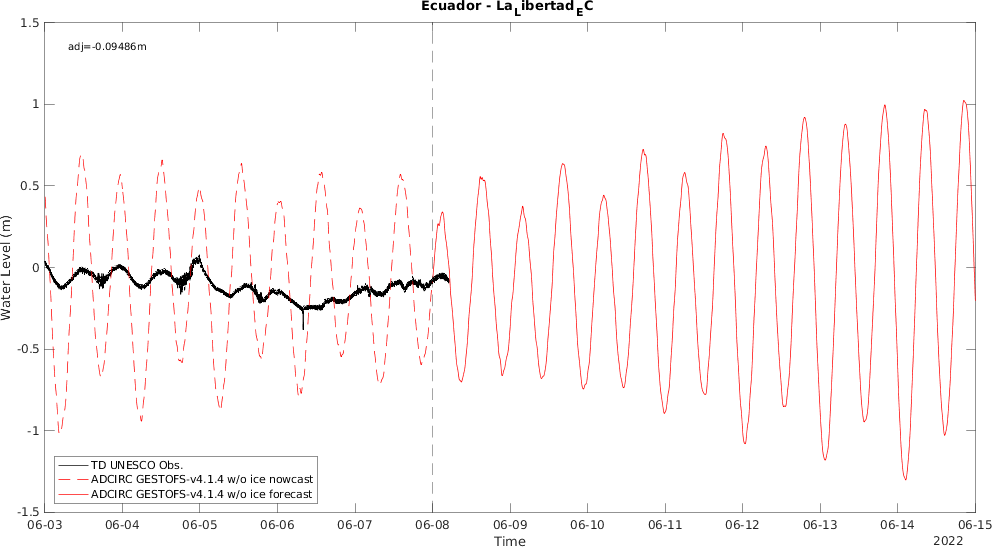 Ecuador - LaLibertadEC
1.5
adj=-0.09486m
1
0.5
0
-0.5
-1
-1.5
Water Level (m)
TD UNESCO Obs.
ADCIRC GESTOFS-v4.1.4 w/o ice nowcast
ADCIRC GESTOFS-v4.1.4 w/o ice forecast
06-03 06-04 06-05 06-06 06-07 06-08 06-09 06-10 06-11 06-12 06-13 06-14 06-15
Time
2022